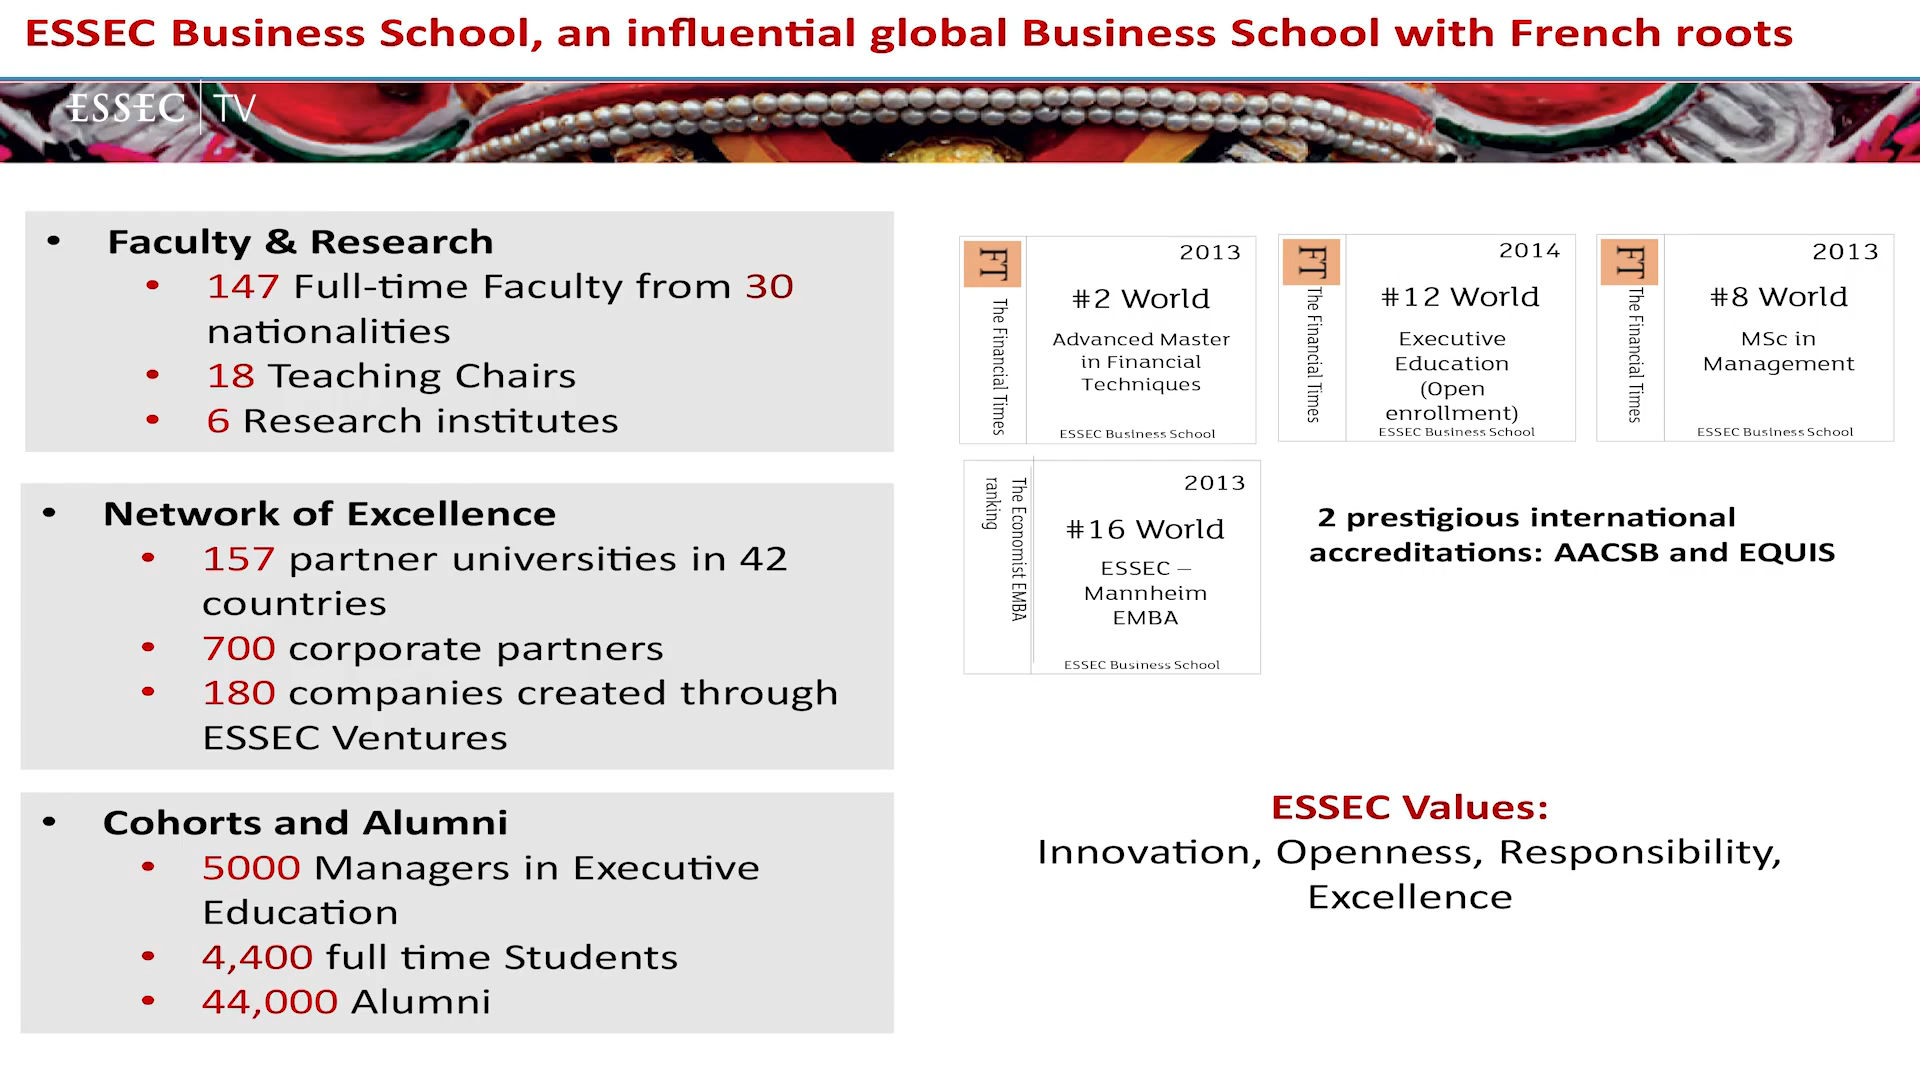 ESSEC Business School, an influential global Business School with French roots
ESSEC TV
• Faculty & Research
• 147 Full-time Faculty from 30
nationalities
• 18 Teaching Chairs
• 6 Research institutes
• Network of Excellence
• 157 partner universities in 42
countries
• 700 corporate partners
• 180 companies created through
ESSEC Ventures
• Cohorts and Alumni
• 5000 Managers in Executive
Education
• 4,400 full time Students
• 44,000 Alumni
FT
The Financial Times
2013
#2 World
Advanced Master
in Financial
Techniques
ESSEC Business School
FT
The Financial Times
2014
#12 World
Executive
Education
(Open
enrollment)
ESSEC Business School
FT
The Financial Times
2013
#8 World
MSc in
Management
ESSEC Business School
The Economist EMBA
ranking
2013
#16 World
ESSEC –
Mannheim
EMBA
ESSEC Business School
2 prestigious international
accreditations: AACSB and EQUIS
ESSEC Values:
Innovation, Openness, Responsibility,
Excellence